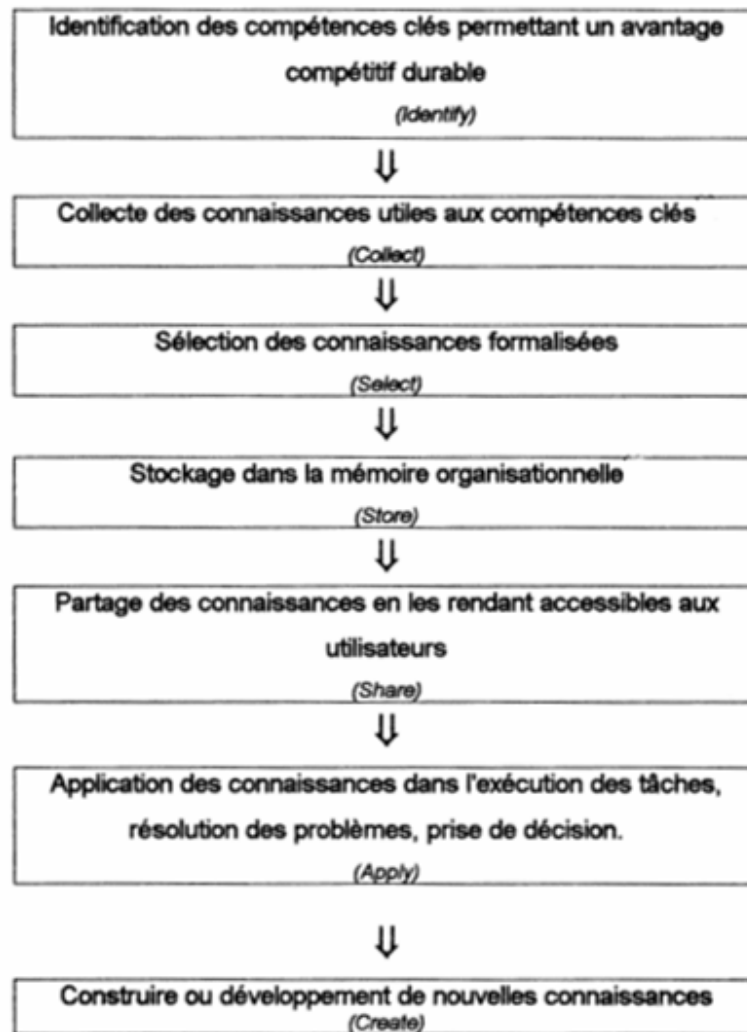 Identification des compétences clés permettant un avantage
compétitif durable
(Identify)
⇓
Collecte des connaissances utiles aux compétences clés
(Collect)
⇓
Sélection des connaissances formalisées
(Select)
⇓
Stockage dans la mémoire organisationnelle
(Store)
⇓
Partage des connaissances en les rendant accessibles aux
utilisateurs
(Share)
⇓
Application des connaissances dans l'exécution des tâches,
résolution des problèmes, prise de décision.
(Apply)
⇓
Construire ou développement de nouvelles connaissances
(Create)